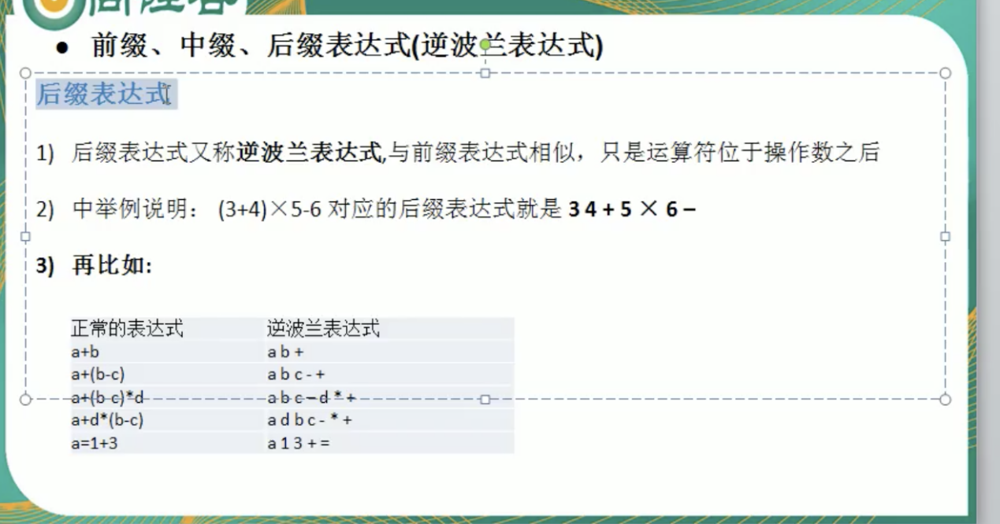 ● 前缀、中缀、后缀表达式(逆波兰表达式)
后缀表达式
1) 后缀表达式又称逆波兰表达式,与前缀表达式相似，只是运算符位于操作数之后
2) 中举例说明： (3+4)×5-6 对应的后缀表达式就是 3 4 + 5 × 6 –
3) 再比如:
正常的表达式 逆波兰表达式
a+b a b +
a+(b-c) a b c - +
a+(b-c)*d a b c – d * +
a+d*(b-c) a d b c - * +
a=1+3 a 1 3 + =